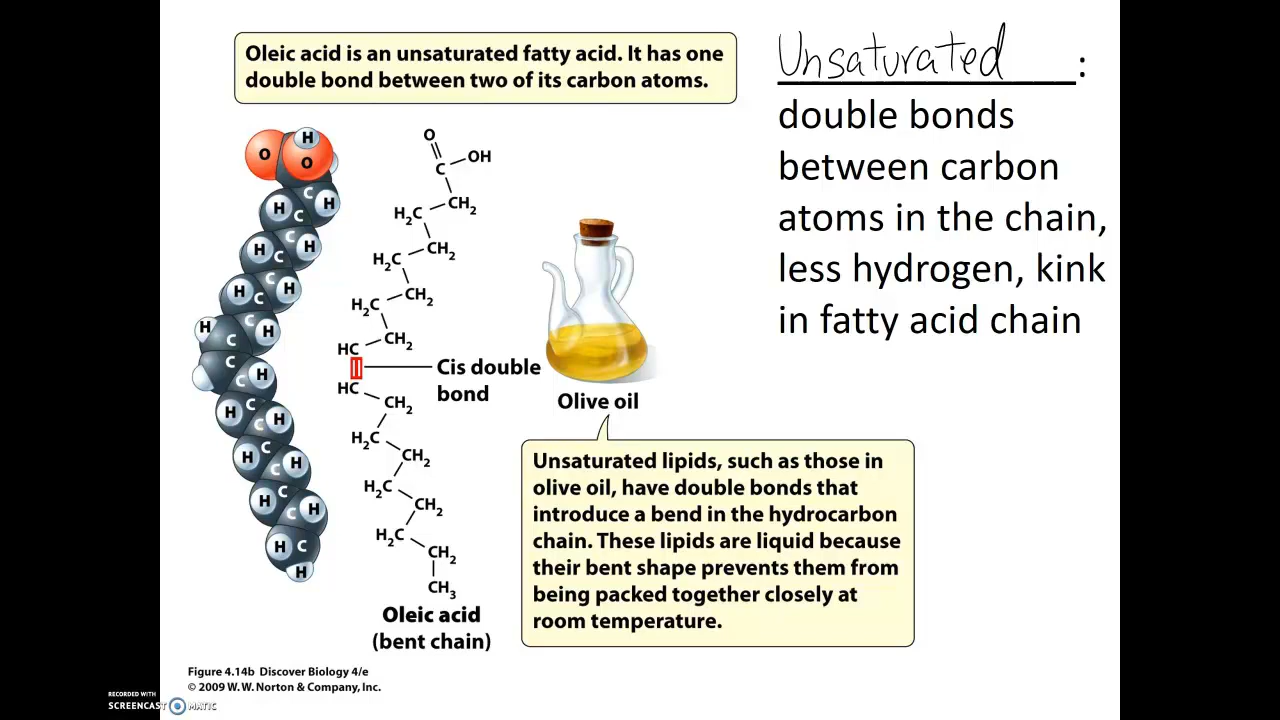 Oleic acid is an unsaturated fatty acid. It has one
double bond between two of its carbon atoms.
Unsaturated :
double bonds
between carbon
atoms in the chain,
less hydrogen, kink
in fatty acid chain
O H O
C H
H C
C
H H
C
H C H
C
H C
H H
C
C
C H
H C
C H
C
H C H
C
H C H
H C
H
O
C OH
H₂C CH₂
H₂C CH₂
H₂C CH₂
HC CH₂
Cis double
bond
HC CH₂
H₂C CH₂
H₂C CH₂
H₂C CH₂
CH₃
Oleic acid
(bent chain)
Olive oil
Unsaturated lipids, such as those in
olive oil, have double bonds that
introduce a bend in the hydrocarbon
chain. These lipids are liquid because
their bent shape prevents them from
being packed together closely at
room temperature.
Figure 4.14b Discover Biology 4/e
© 2009 W. W. Norton & Company, Inc.
RECORDED WITH
SCREENCAST MATIC